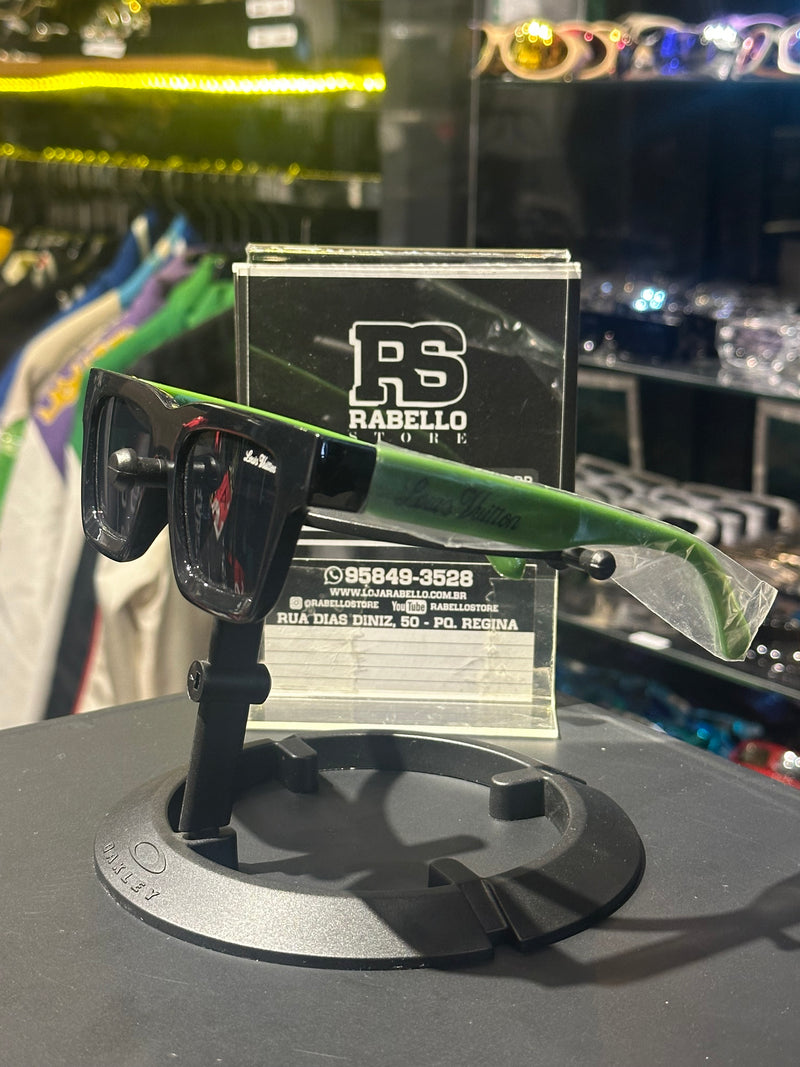 RS
RABELLO
STORE
Louis Vuitton
Louis Vuitton
95849-3528
WWW.LOJARABELLO.COM.BR
@RABELLOSTORE YouTube RABELLOSTORE
RUA DIAS DINIZ, 50 - PQ. REGINA
OAKLEY